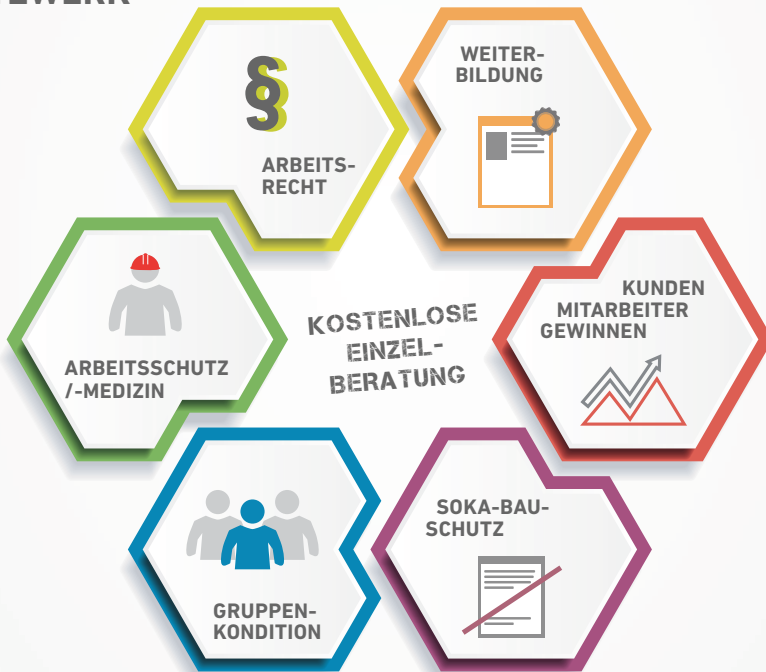 §
ARBEITS-
RECHT
WEITER-
BILDUNG
ARBEITSSCHUTZ
/-MEDIZIN
KOSTENLOSE
EINZEL-
BERATUNG
KUNDEN
MITARBEITER
GEWINNEN
GRUPPEN-
KONDITION
SOKA-BAU-
SCHUTZ